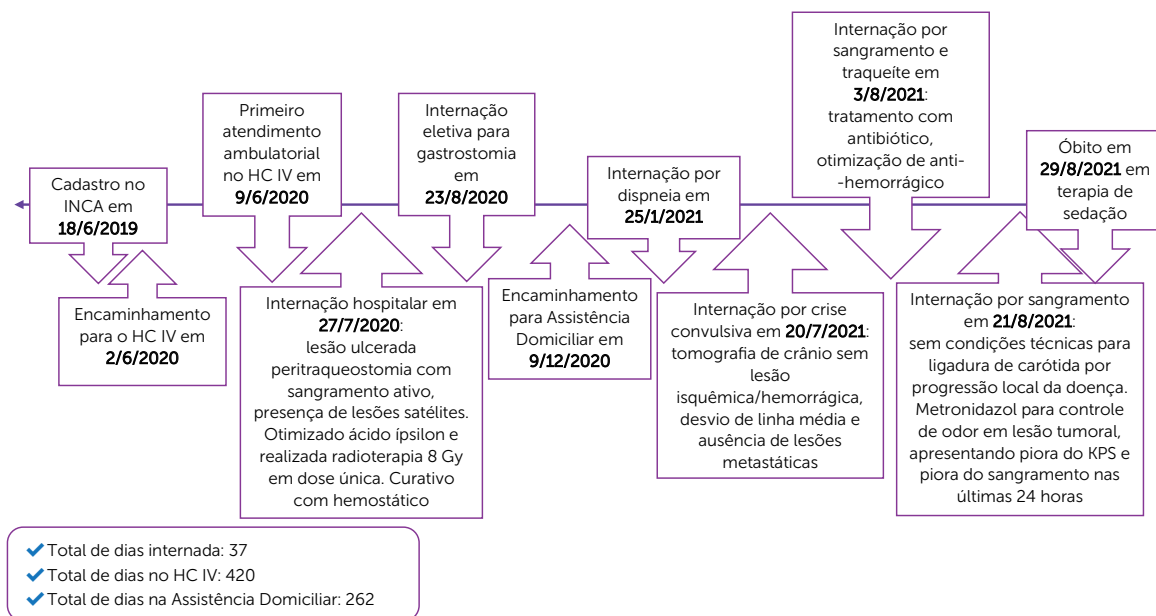 Cadastro no
INCA em
18/6/2019
Encaminhamento
para o HC IV em
2/6/2020
Primeiro
atendimento
ambulatorial
no HC IV em
9/6/2020
Internação hospitalar em
27/7/2020:
lesão ulcerada
peritraqueostomia com
sangramento ativo,
presença de lesões satélites.
Otimizado ácido ípsilon e
realizada radioterapia 8 Gy
em dose única. Curativo
com hemostático
Internação
eletiva para
gastrostomia
em
23/8/2020
Encaminhamento
para Assistência
Domiciliar em
9/12/2020
Internação por
dispneia em
25/1/2021
Internação por crise
convulsiva em 20/7/2021:
tomografia de crânio sem
lesão
isquêmica/hemorrágica,
desvio de linha média e
ausência de lesões
metastáticas
Internação por
sangramento e
traqueíte em
3/8/2021:
tratamento com
antibiótico,
otimização de anti-
-hemorrágico
Internação por sangramento
em 21/8/2021:
sem condições técnicas para
ligadura de carótida por
progressão local da doença.
Metronidazol para controle
de odor em lesão tumoral,
apresentando piora do KPS e
piora do sangramento nas
últimas 24 horas
Óbito em
29/8/2021 em
terapia de
sedação
Total de dias internada: 37
Total de dias no HC IV: 420
Total de dias na Assistência Domiciliar: 262